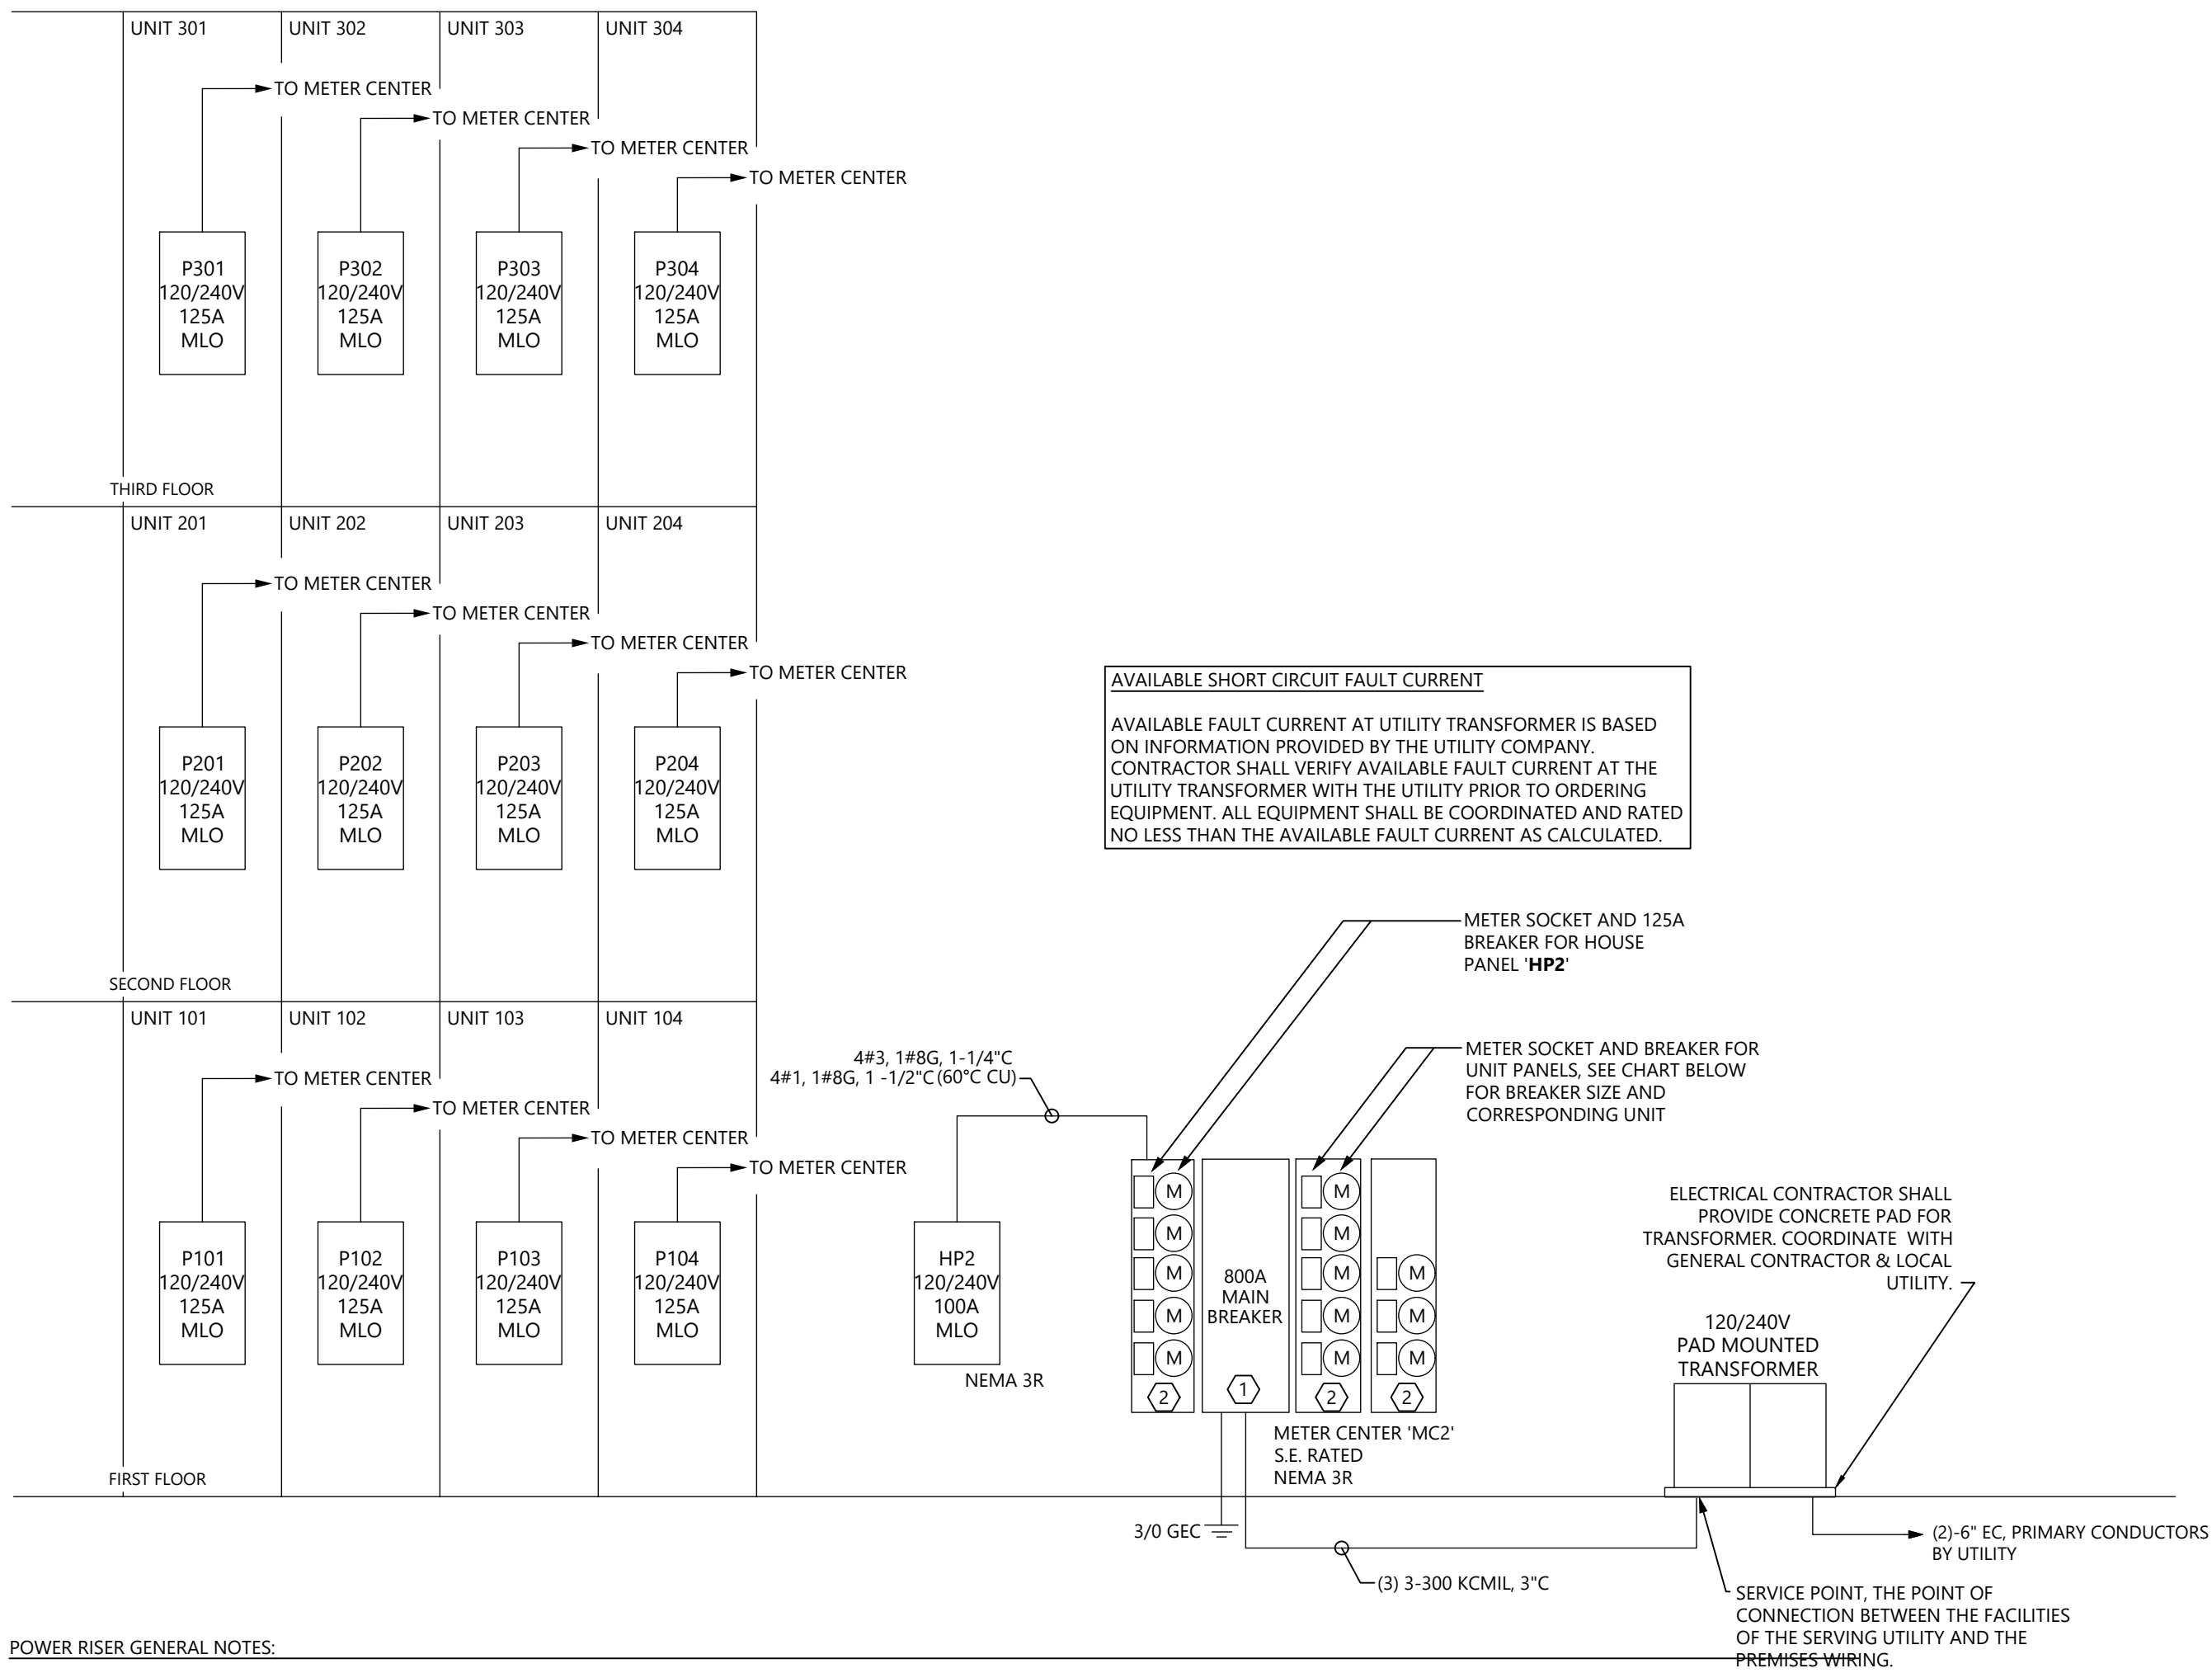 UNIT 301
UNIT 302
UNIT 303
UNIT 304
TO METER CENTER
TO METER CENTER
TO METER CENTER
TO METER CENTER
P301
120/240V
125A
MLO
P302
120/240V
125A
MLO
P303
120/240V
125A
MLO
P304
120/240V
125A
MLO
THIRD FLOOR
UNIT 201
UNIT 202
UNIT 203
UNIT 204
TO METER CENTER
TO METER CENTER
TO METER CENTER
TO METER CENTER
P201
120/240V
125A
MLO
P202
120/240V
125A
MLO
P203
120/240V
125A
MLO
P204
120/240V
125A
MLO
SECOND FLOOR
AVAILABLE SHORT CIRCUIT FAULT CURRENT
AVAILABLE FAULT CURRENT AT UTILITY TRANSFORMER IS BASED
ON INFORMATION PROVIDED BY THE UTILITY COMPANY.
CONTRACTOR SHALL VERIFY AVAILABLE FAULT CURRENT AT THE
UTILITY TRANSFORMER WITH THE UTILITY PRIOR TO ORDERING
EQUIPMENT. ALL EQUIPMENT SHALL BE COORDINATED AND RATED
NO LESS THAN THE AVAILABLE FAULT CURRENT AS CALCULATED.
METER SOCKET AND 125A
BREAKER FOR HOUSE
PANEL 'HP2'
UNIT 101
UNIT 102
UNIT 103
UNIT 104
TO METER CENTER
TO METER CENTER
TO METER CENTER
TO METER CENTER
P101
120/240V
125A
MLO
P102
120/240V
125A
MLO
P103
120/240V
125A
MLO
P104
120/240V
125A
MLO
FIRST FLOOR
4#3, 1#8G, 1-1/4"C
4#1, 1#8G, 1 -1/2"C (60°C CU)
METER SOCKET AND BREAKER FOR
UNIT PANELS, SEE CHART BELOW
FOR BREAKER SIZE AND
CORRESPONDING UNIT
HP2
120/240V
100A
MLO
NEMA 3R
M
M
M
M
M
2
800A
MAIN
BREAKER
1
M
M
M
M
M
2
M
M
M
2
METER CENTER 'MC2'
S.E. RATED
NEMA 3R
ELECTRICAL CONTRACTOR SHALL
PROVIDE CONCRETE PAD FOR
TRANSFORMER. COORDINATE WITH
GENERAL CONTRACTOR & LOCAL
UTILITY.
120/240V
PAD MOUNTED
TRANSFORMER
3/0 GEC
(3) 3-300 KCMIL, 3"C
(2)-6" EC, PRIMARY CONDUCTORS
BY UTILITY
SERVICE POINT, THE POINT OF
CONNECTION BETWEEN THE FACILITIES
OF THE SERVING UTILITY AND THE
PREMISES WIRING.
POWER RISER GENERAL NOTES: